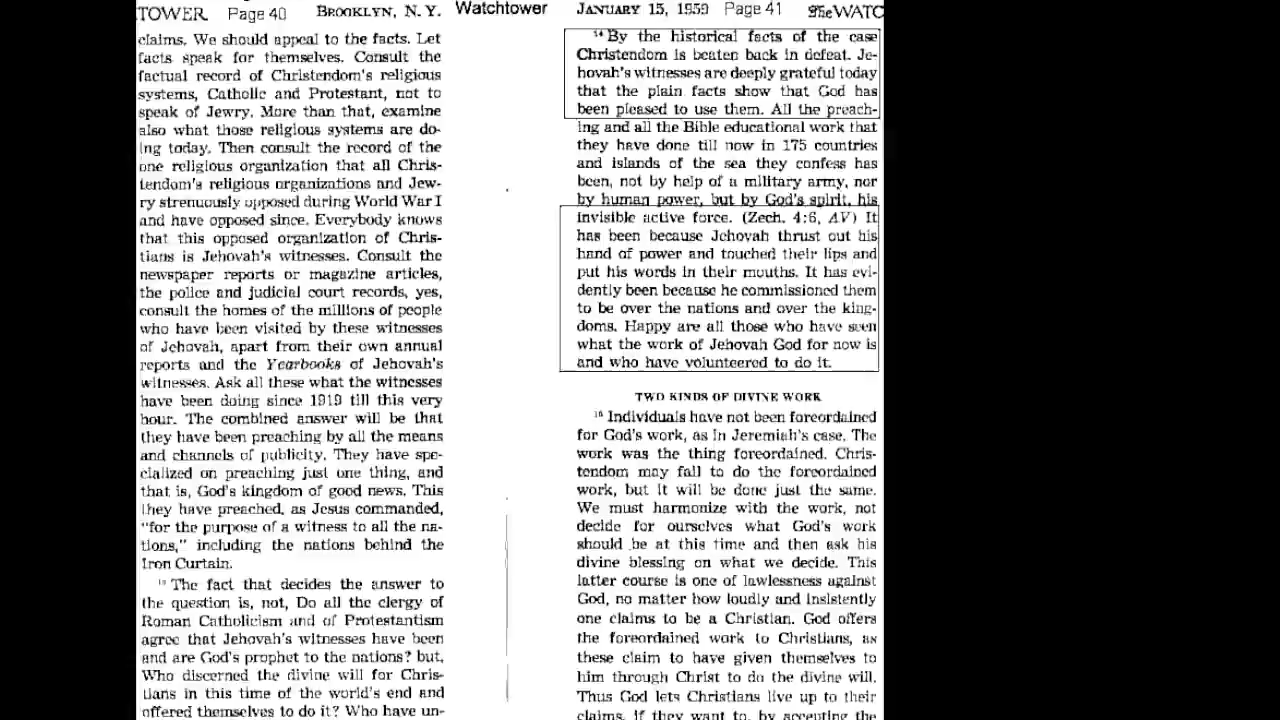 TOWER Page 40 BROOKLYN, N. Y. Watchtower JANUARY 15, 1959 Page 41 The WATC
claims. We should appeal to the facts. Let
facts speak for themselves. Consult the
factual record of Christendom's religious
systems, Catholic and Protestant, not to
speak of Jewry. More than that, examine
also what those religious systems are do-
ing today. Then consult the record of the
one religious organization that all Chris-
tendom's religious organizations and Jew-
ry strenuously opposed during World War I
and have opposed since. Everybody knows
that this opposed organization of Chris-
tians is Jehovah's witnesses. Consult the
newspaper reports or magazine articles,
the police and judicial court records, yes,
consult the homes of the millions of people
who have been visited by these witnesses
of Jehovah, apart from their own annual
reports and the Yearbooks of Jehovah's
witnesses. Ask all these what the witnesses
have been doing since 1919 till this very
hour. The combined answer will be that
they have been preaching by all the means
and channels of publicity. They have spe-
cialized on preaching just one thing, and
that is, God's kingdom of good news. This
they have preached, as Jesus commanded,
"for the purpose of a witness to all the na-
tions," including the nations behind the
Iron Curtain.
The fact that decides the answer to
the question is, not, Do all the clergy of
Roman Catholicism and of Protestantism
agree that Jehovah's witnesses have been
and are God's prophet to the nations? but,
Who discerned the divine will for Chris-
tians in this time of the world's end and
offered themselves to do it? Who have un-
14 By the historical facts of the case
Christendom is beaten back in defeat. Je-
hovah's witnesses are deeply grateful today
that the plain facts show that God has
been pleased to use them. All the preach-
ing and all the Bible educational work that
they have done till now in 175 countries
and islands of the sea they confess has
been, not by help of a military army, nor
by human power, but by God's spirit, his
invisible active force. (Zech. 4:6, AV) It
has been because Jehovah thrust out his
hand of power and touched their lips and
put his words in their mouths. It has evi-
dently been because he commissioned them
to be over the nations and over the king-
doms. Happy are all those who have seen
what the work of Jehovah God for now is
and who have volunteered to do it.
TWO KINDS OF DIVINE WORK
Individuals have not been foreordained
for God's work, as in Jeremiah's case. The
work was the thing foreordained. Chris-
tendom may fail to do the foreordained
work, but it will be done just the same.
We must harmonize with the work, not
decide for ourselves what God's work
should be at this time and then ask his
divine blessing on what we decide. This
latter course is one of lawlessness against
God, no matter how loudly and insistently
one claims to be a Christian. God offers
the foreordained work to Christians, as
these claim to have given themselves to
him through Christ to do the divine will.
Thus God lets Christians live up to their
claims, if they want to, by accepting the